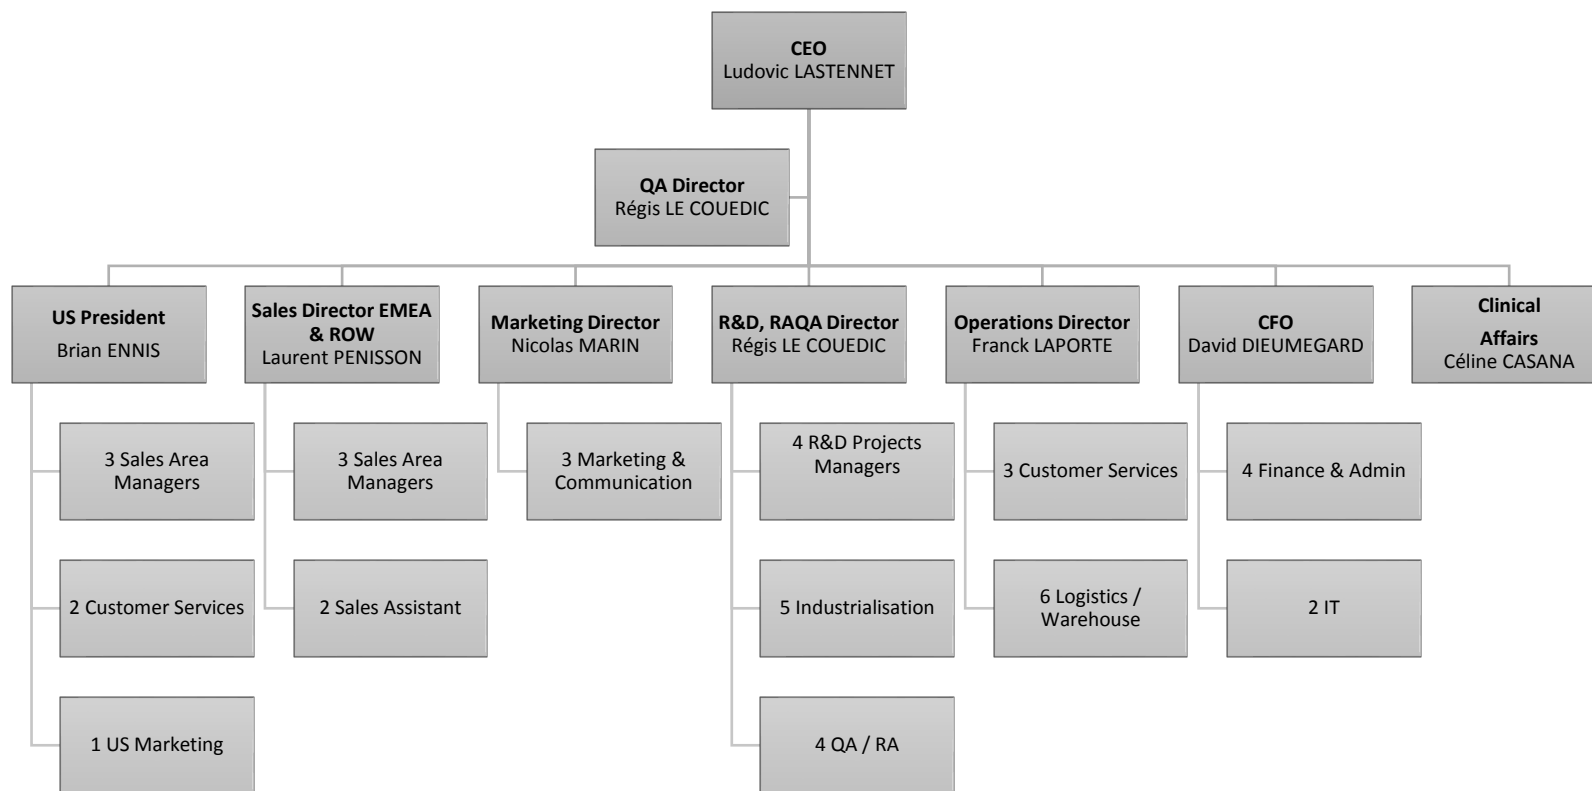 CEO
Ludovic LASTENNET
QA Director
Régis LE COUEDIC
US President
Brian ENNIS
Sales Director EMEA
& ROW
Laurent PENISSON
Marketing Director
Nicolas MARIN
R&D, RAQA Director
Régis LE COUEDIC
Operations Director
Franck LAPORTE
CFO
David DIEUMEGARD
Clinical
Affairs
Céline CASANA
3 Sales Area
Managers
3 Sales Area
Managers
3 Marketing &
Communication
4 R&D Projects
Managers
3 Customer Services
4 Finance & Admin
2 Customer Services
2 Sales Assistant
5 Industrialisation
6 Logistics /
Warehouse
2 IT
1 US Marketing
4 QA / RA